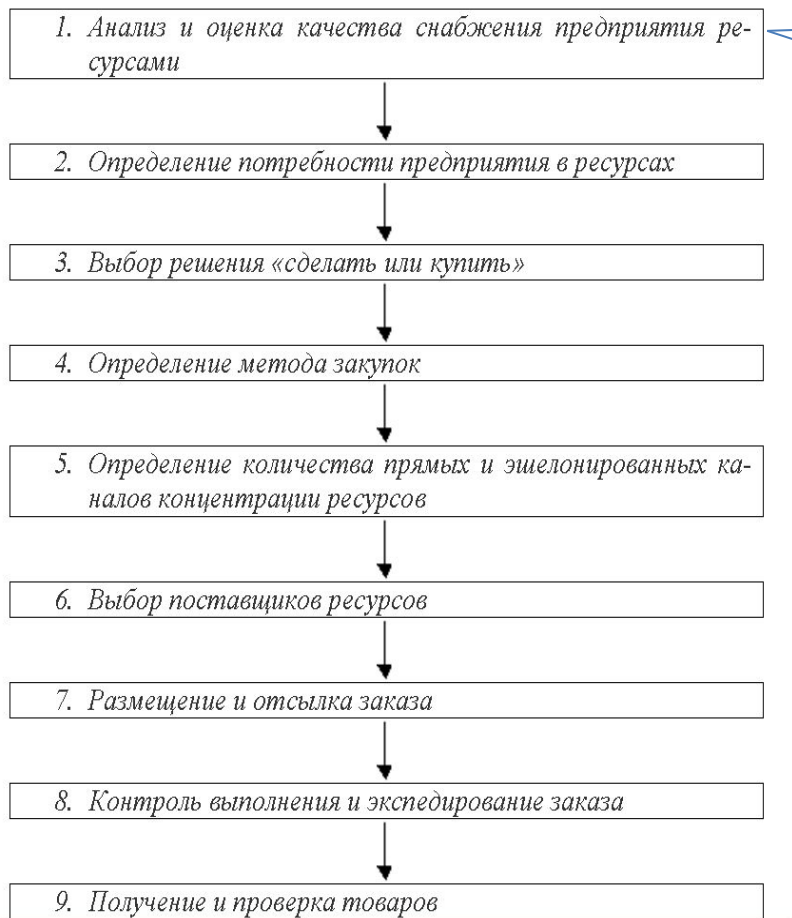 1. Анализ и оценка качества снабжения предприятия ре-
сурсами
2. Определение потребности предприятия в ресурсах
3. Выбор решения «сделать или купить»
4. Определение метода закупок
5. Определение количества прямых и эшелонированных ка-
налов концентрации ресурсов
6. Выбор поставщиков ресурсов
7. Размещение и отсылка заказа
8. Контроль выполнения и экспедирование заказа
9. Получение и проверка товаров